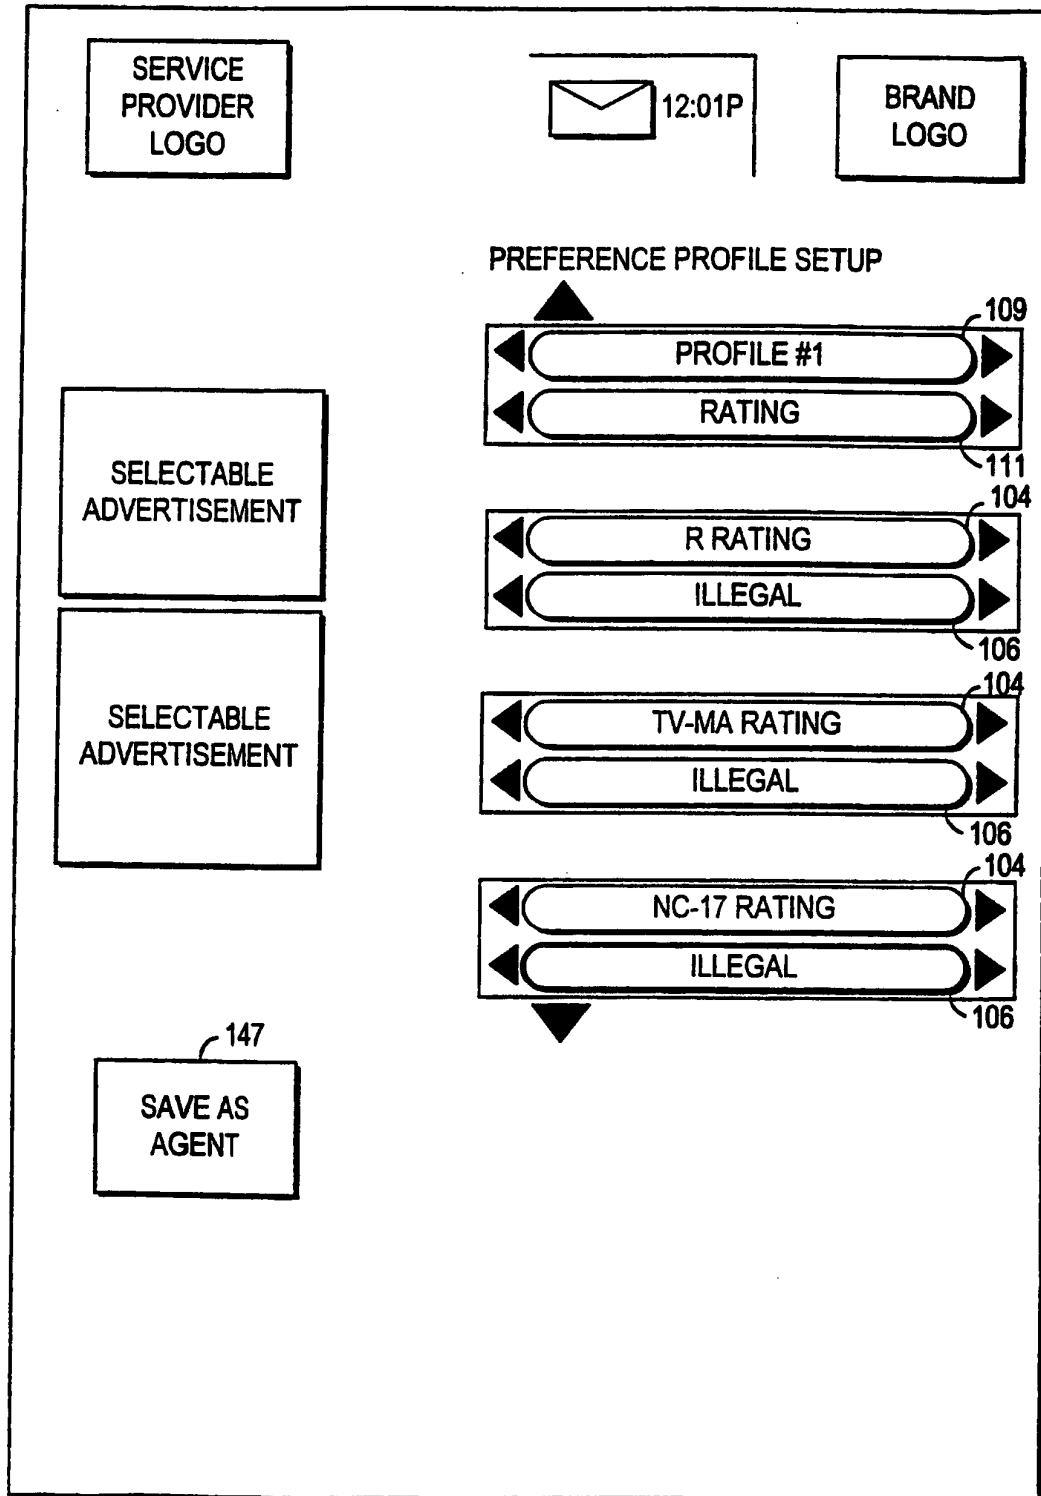 SERVICE
PROVIDER
LOGO
12:01P
BRAND
LOGO
PREFERENCE PROFILE SETUP
109
PROFILE #1
RATING
111
SELECTABLE
ADVERTISEMENT
104
R RATING
ILLEGAL
106
SELECTABLE
ADVERTISEMENT
104
TV-MA RATING
ILLEGAL
106
104
NC-17 RATING
ILLEGAL
106
147
SAVE AS
AGENT